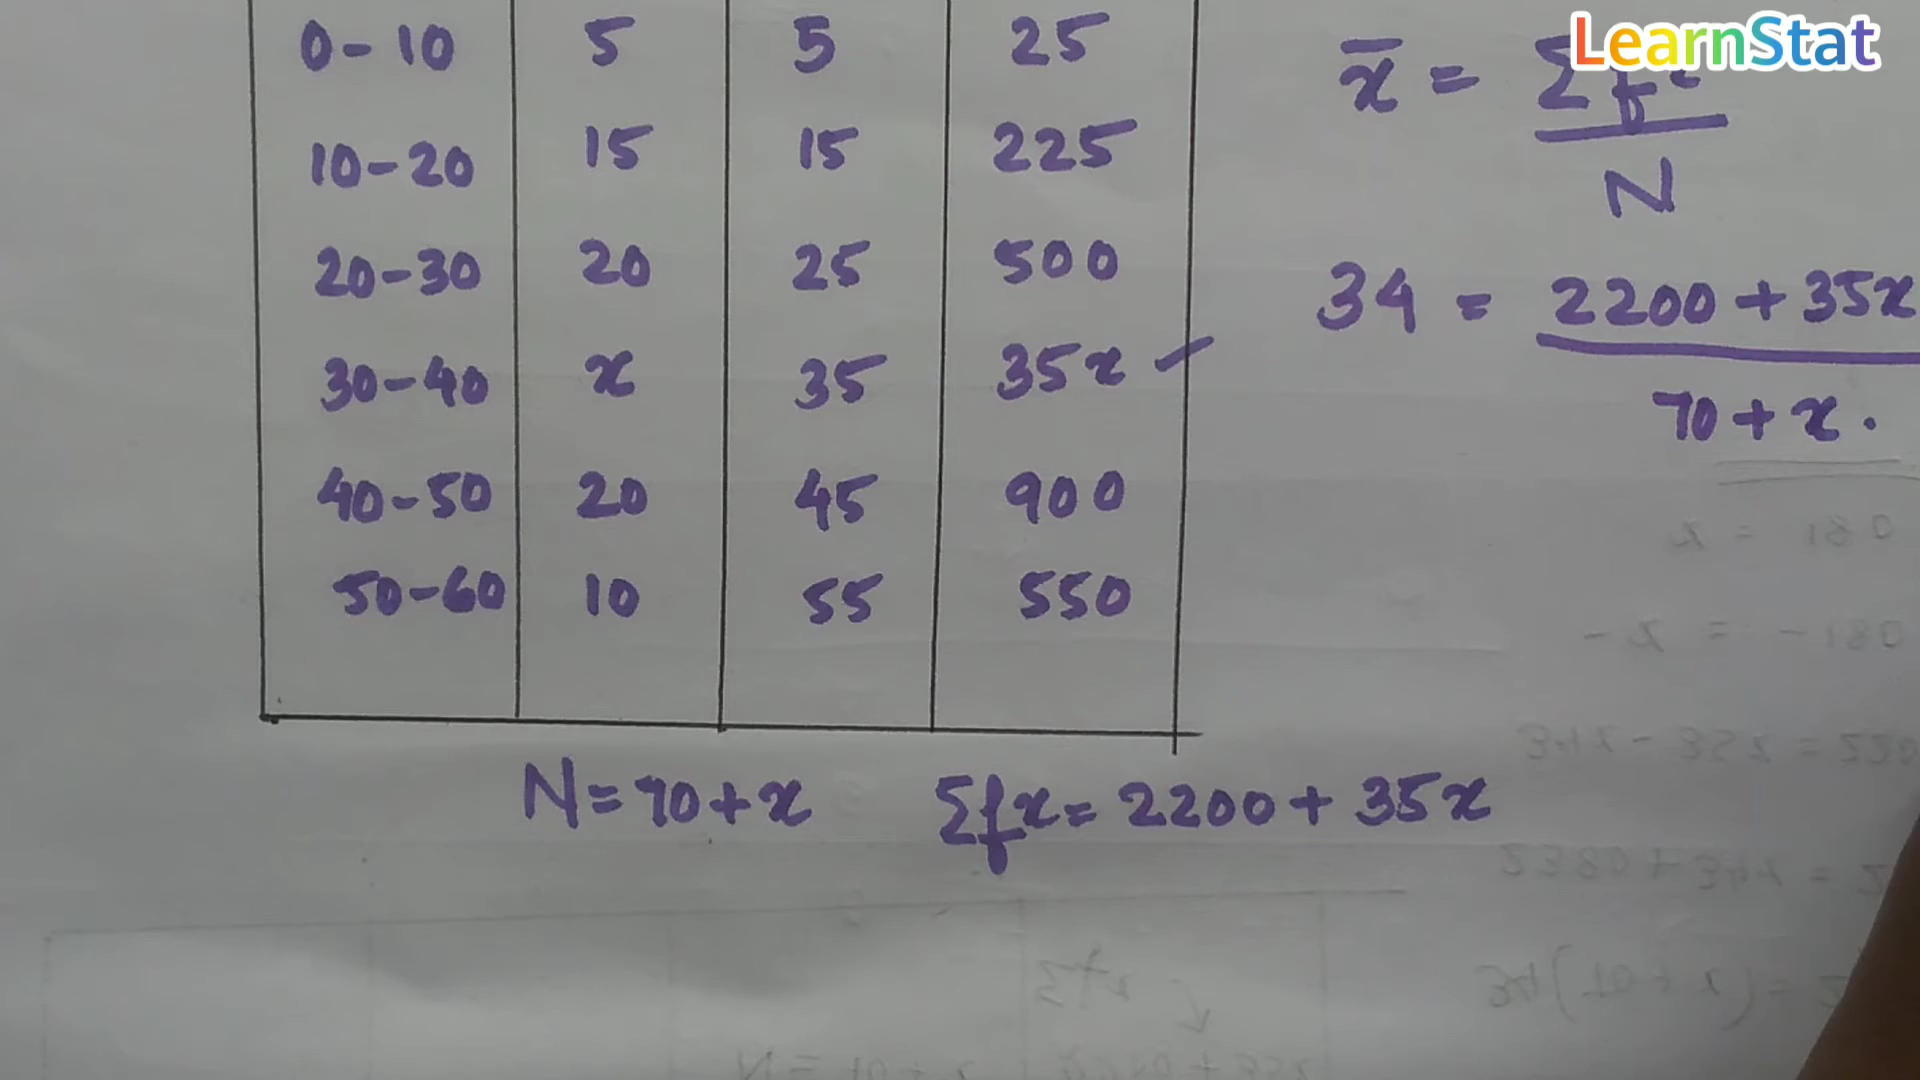 LearnStat
0-10 5 5 25
10-20 15 15 225
20-30 20 25 500
30-40 x 35 35x
40-50 20 45 900
50-60 10 55 550
N=70+x Σfx=2200+35x
x̄ = Σf
N
34 = 2200+35x
70+x.